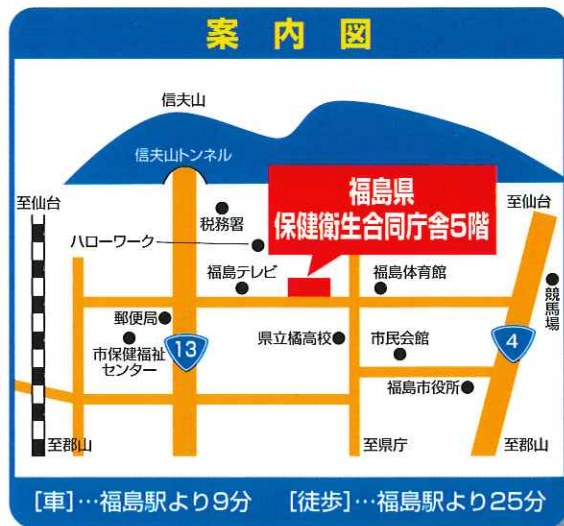 案内図
信夫山
信夫山トンネル
至仙台
税務署
福島県
保健衛生合同庁舎5階
至仙台
ハローワーク
福島テレビ
福島体育館
競馬場
郵便局
市保健福祉
センター
13
県立橘高校
市民会館
4
福島市役所
至郡山
至県庁
至郡山
[車]…福島駅より9分 [徒歩]…福島駅より25分